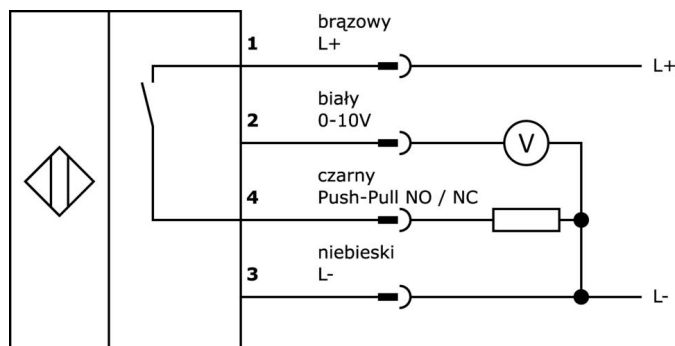 brązowy
1 L+ L+
biały
2 0-10V
V
czarny
4 Push-Pull NO / NC
niebieski
3 L- L-